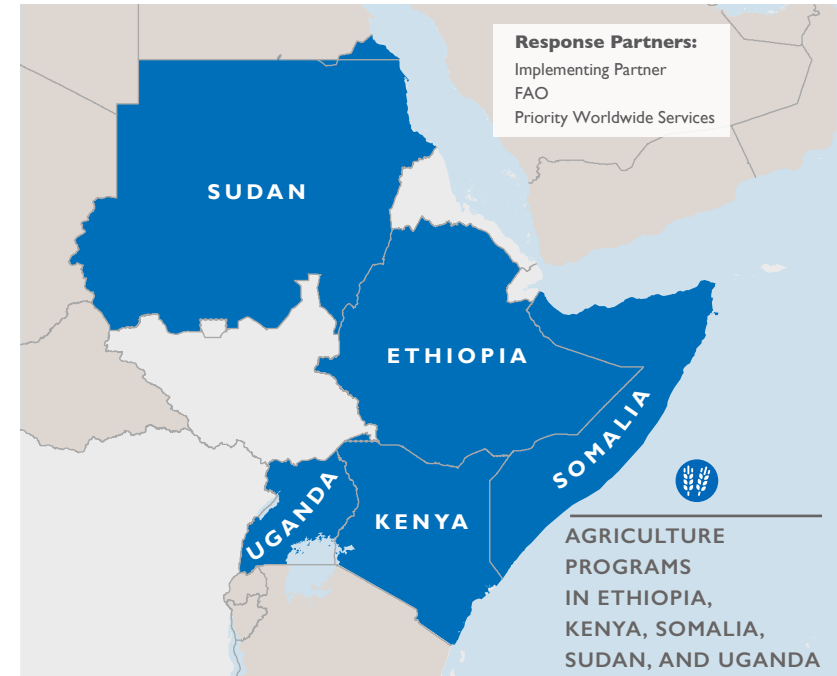 Response Partners:
Implementing Partner
FAO
Priority Worldwide Services
SUDAN
ETHIOPIA
SOMALIA
UGANDA
KENYA
AGRICULTURE
PROGRAMS
IN ETHIOPIA,
KENYA, SOMALIA,
SUDAN, AND UGANDA